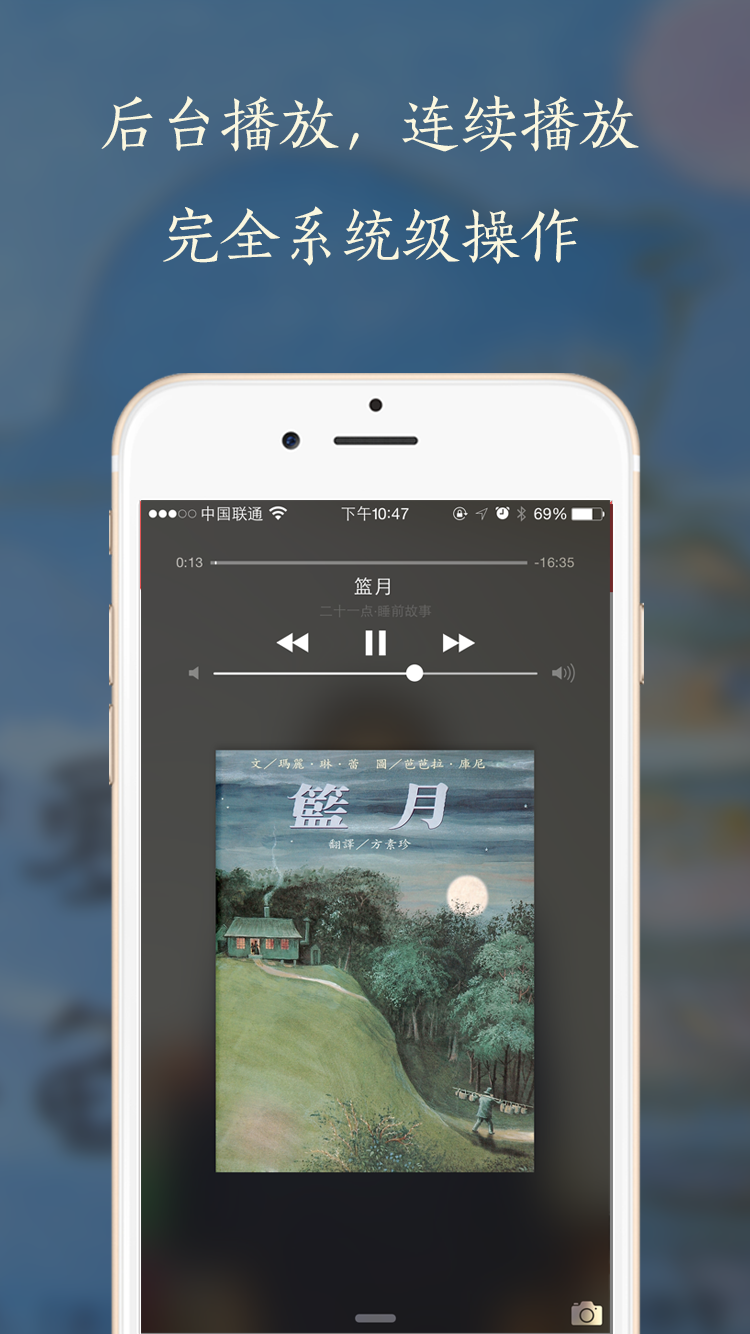 后台播放，连续播放
完全系统级操作
中国联通 下午10:47 69%
0:13 -16:35
篮月
二十一点·睡前故事
文／瑪麗·琳·蕾 圖／芭芭拉·庫尼
籃月
翻譯／方素珍